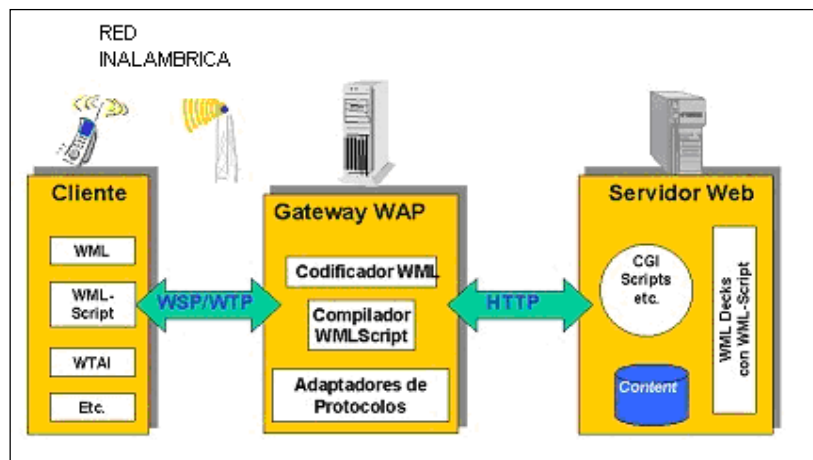 RED
INALAMBRICA
Cliente
WML
WML-
Script
WTAI
Etc.
WSP/WTP
Gateway WAP
Codificador WML
Compilador
WMLScript
Adaptadores de
Protocolos
HTTP
Servidor Web
CGI
Scripts
etc.
Content
WML Decks
con WML-Script